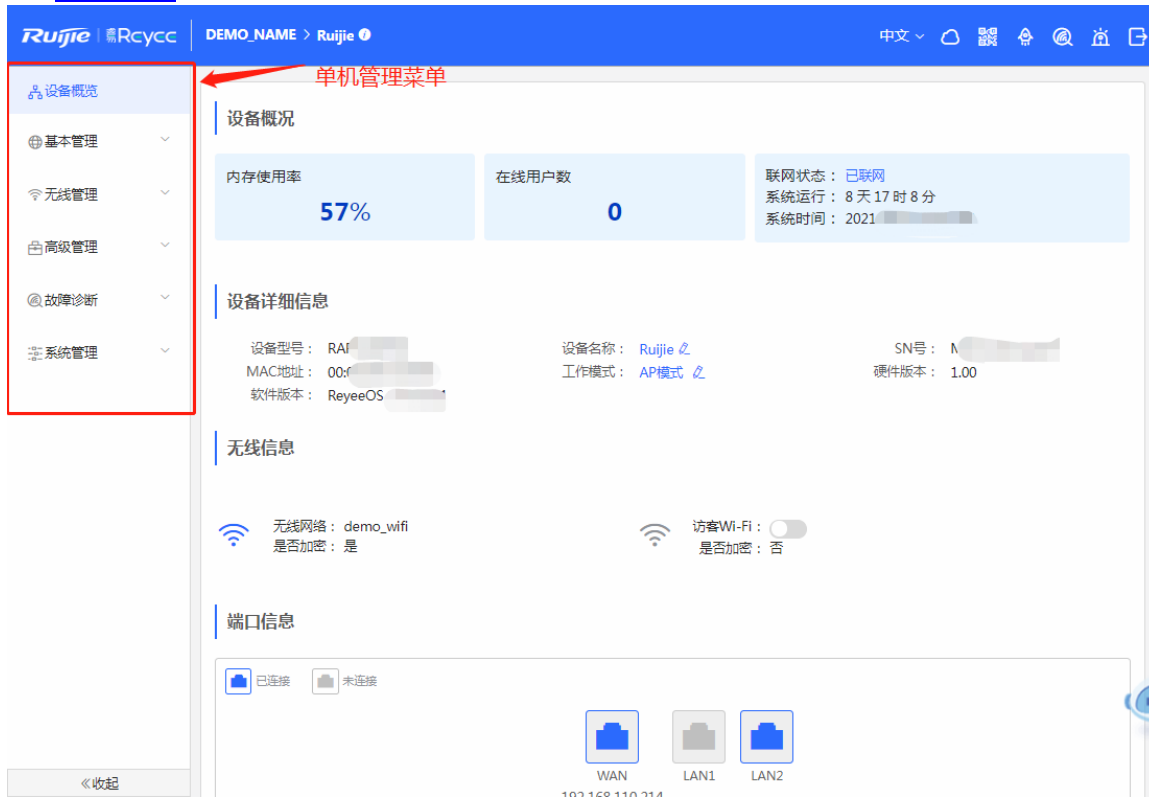 Ruijie Rcycc DEMO_NAME > Ruijie 中文
单机管理菜单
设备概览
基本管理
无线管理
高级管理
故障诊断
系统管理
《收起
设备概况
内存使用率
57%
在线用户数
0
联网状态: 已联网
系统运行: 8 天 17 时 8 分
系统时间: 2021
设备详细信息
设备型号: RAP
设备名称: Ruijie
SN号:
MAC地址: 00:
工作模式: AP模式
硬件版本: 1.00
软件版本: ReyeeOS
无线信息
无线网络: demo_wifi
是否加密: 是
访客Wi-Fi:
是否加密: 否
端口信息
已连接 未连接
WAN LAN1 LAN2
192.168.110.214